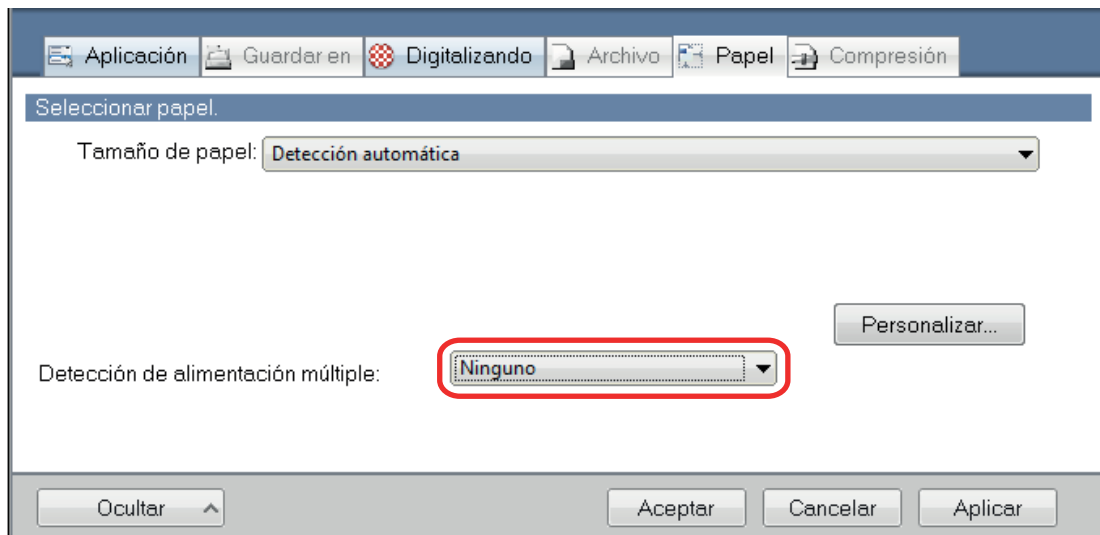 Aplicación Guardar en Digitalizando Archivo Papel Compresión
Seleccionar papel.
Tamaño de papel: Detección automática
Personalizar...
Detección de alimentación múltiple: Ninguno
Ocultar Aceptar Cancelar Aplicar